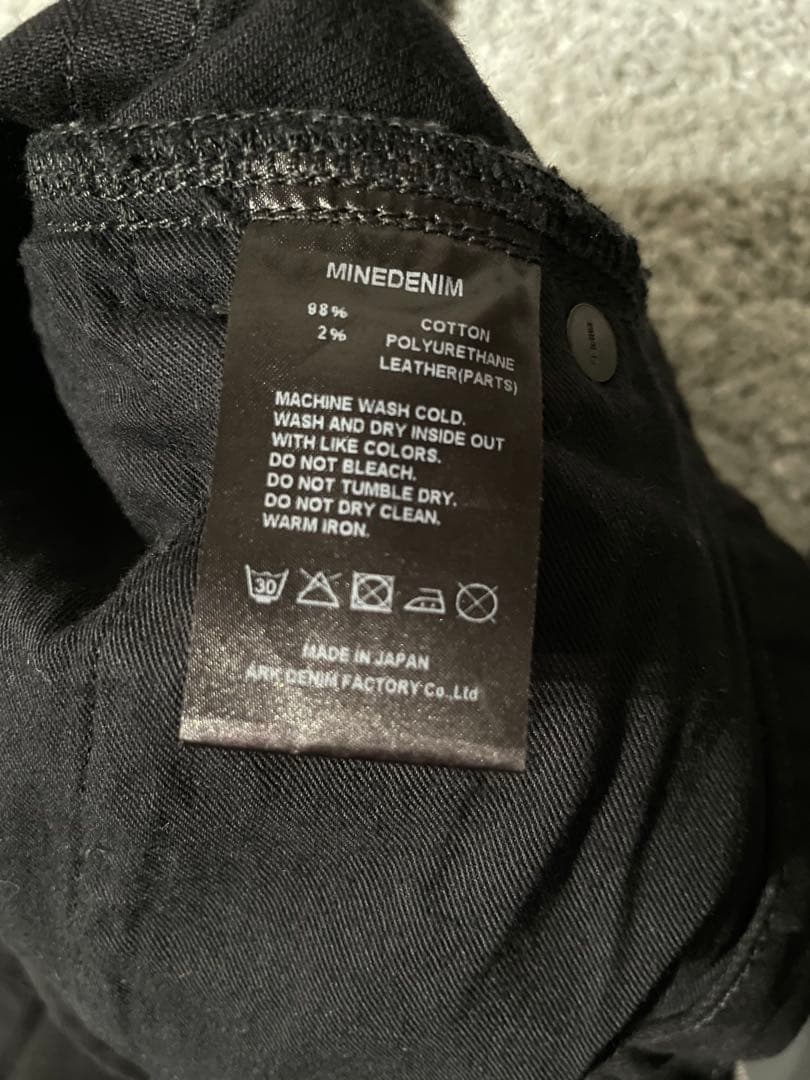 MINEDENIM
98% COTTON
2% POLYURETHANE
LEATHER(PARTS)
MACHINE WASH COLD.
WASH AND DRY INSIDE OUT
WITH LIKE COLORS.
DO NOT BLEACH.
DO NOT TUMBLE DRY.
DO NOT DRY CLEAN.
WARM IRON.
30
MADE IN JAPAN
ARK DENIM FACTORY Co.,Ltd